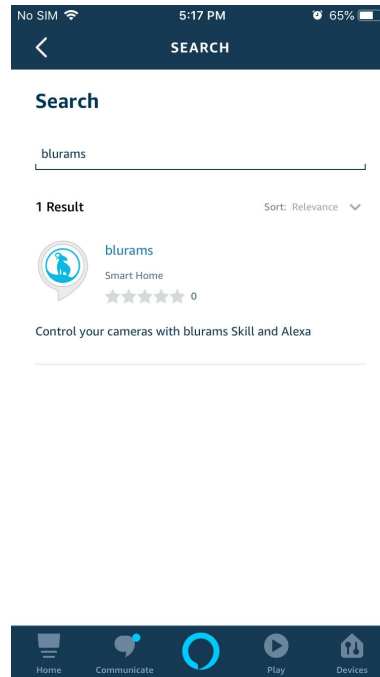 No SIM 5:17 PM 65%
SEARCH
Search
blurams
1 Result Sort: Relevance
blurams
Smart Home
0
Control your cameras with blurams Skill and Alexa
Home Communicate Play Devices